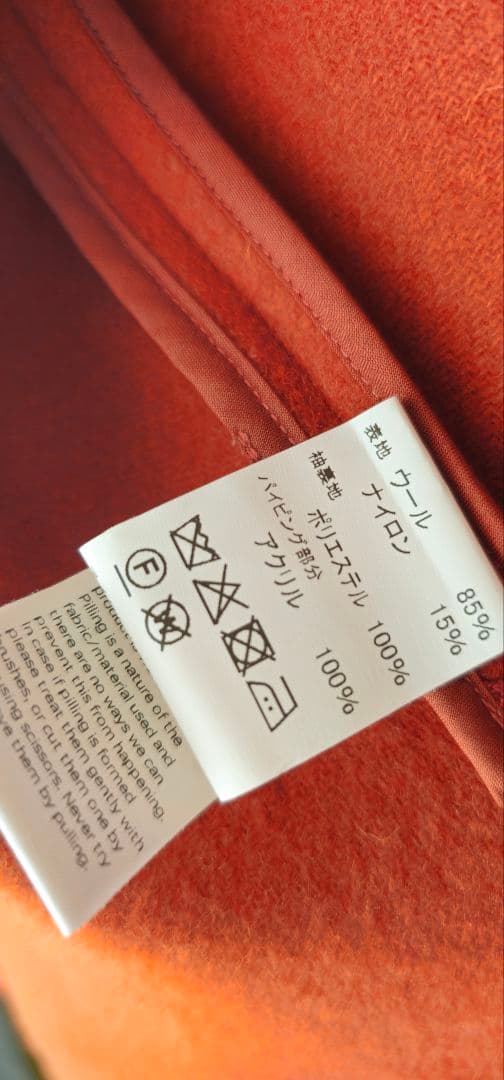 表地 ウール 85%
ナイロン 15%
袖裏地 ポリエステル 100%
パイピング部分
アクリル 100%
F
W
Pilling is a nature of the
fabric/material used and
there are no ways we can
prevent this from happening.
in case if pilling is formed
please treat them gently with
brushes, or cut them one by
using scissors. Never try
them by pulling.